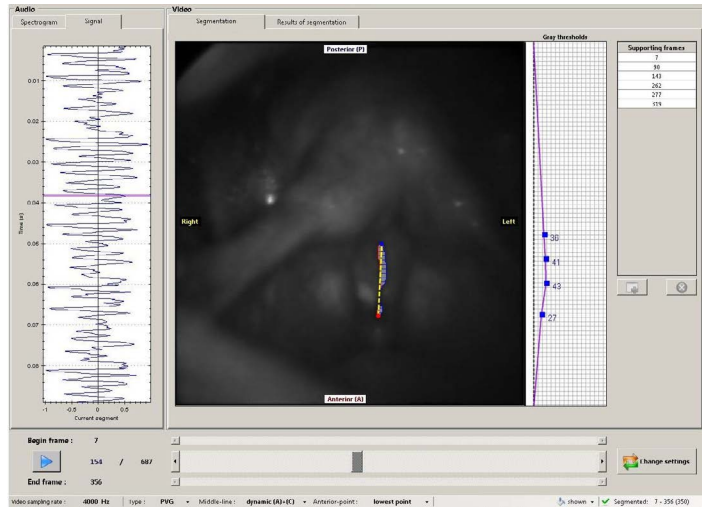 Audio
Video
Spectrogram
Signal
Segmentation
Results of segmentation
Gray thresholds
Posterior (P)
Supporting frames
7
90
143
262
277
319
0.01
0.02
0.03
0.04
0.06
0.07
0.08
Time (s)
Right
Left
36
41
43
27
Anterior (A)
-1 -0.5 0 0.5
Current segment
Begin frame : 7
154 / 687
End frame : 356
Change settings
video sampling rate : 4000 Hz Type : PVG Middle-line : dynamic (A)+(C) Anterior-point : lowest point shown Segmented: 7 - 356 (350)